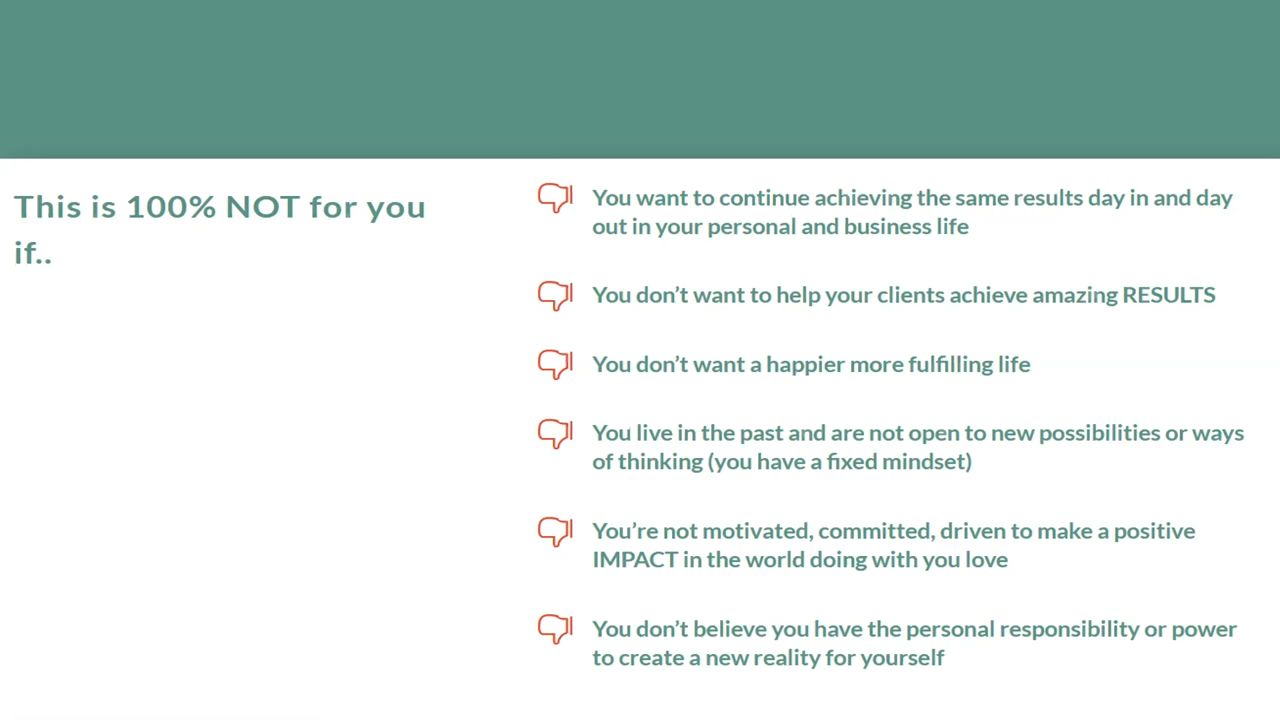 This is 100% NOT for you
if..
You want to continue achieving the same results day in and day
out in your personal and business life
You don’t want to help your clients achieve amazing RESULTS
You don’t want a happier more fulfilling life
You live in the past and are not open to new possibilities or ways
of thinking (you have a fixed mindset)
You’re not motivated, committed, driven to make a positive
IMPACT in the world doing with you love
You don’t believe you have the personal responsibility or power
to create a new reality for yourself